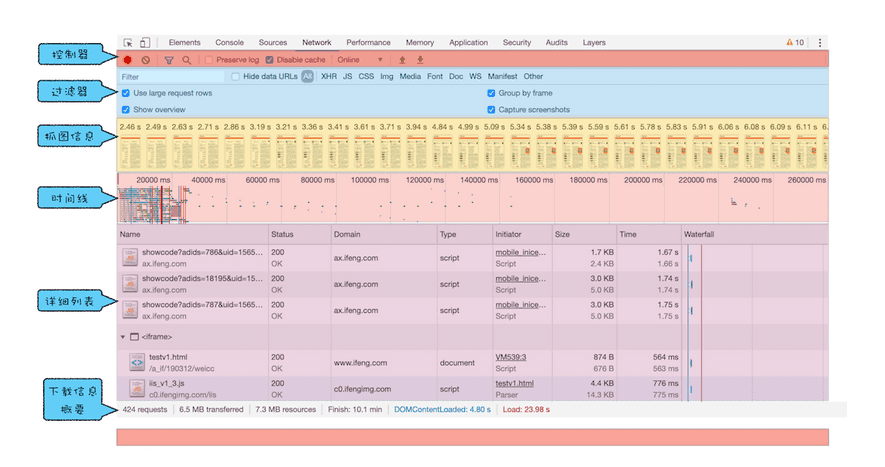 Elements Console Sources Network Performance Memory Application Security Audits Layers 10
控制器
Preserve log Disable cache Online
Filter Hide data URLs All XHR JS CSS Img Media Font Doc WS Manifest Other
过滤器
Use large request rows Group by frame
Show overview Capture screenshots
抓图信息
2.46 s 2.49 s 2.63 s 2.71 s 2.86 s 3.19 s 3.21 s 3.36 s 3.41 s 3.61 s 3.71 s 3.94 s 4.84 s 4.99 s 5.09 s 5.34 s 5.38 s 5.39 s 5.59 s 5.61 s 5.78 s 5.83 s 5.91 s 6.06 s 6.08 s 6.09 s 6.11 s 6.
20000 ms 40000 ms 60000 ms 80000 ms 100000 ms 120000 ms 140000 ms 160000 ms 180000 ms 200000 ms 220000 ms 240000 ms 260000 ms
时间线
Name Status Domain Type Initiator Size Time Waterfall
showcode?adids=786&uid=1565... 200 ax.ifeng.com script mobile_inice... 1.7 KB 1.67 s
ax.ifeng.com OK Script 2.4 KB 1.66 s
showcode?adids=18195&uid=15... 200 ax.ifeng.com script mobile_inice... 3.0 KB 1.74 s
ax.ifeng.com OK Script 5.0 KB 1.74 s
详细列表
showcode?adids=787&uid=1565... 200 ax.ifeng.com script mobile_inice... 3.0 KB 1.75 s
ax.ifeng.com OK Script 5.0 KB 1.75 s
<iframe>
testv1.html 200 www.ifeng.com document VM539:3 874 B 564 ms
/a_if/190312/weicc OK Script 676 B 563 ms
iis_v1_3.js 200 c0.ifengimg.com script testv1.html 4.4 KB 776 ms
c0.ifengimg.com/iis OK Parser 14.3 KB 775 ms
下载信息
概要
424 requests 6.5 MB transferred 7.3 MB resources Finish: 10.1 min DOMContentLoaded: 4.80 s Load: 23.98 s